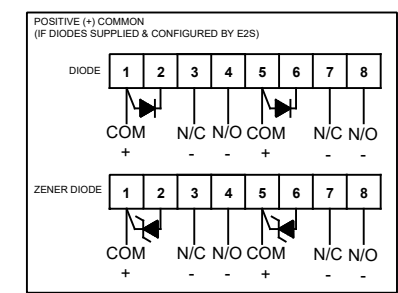 POSITIVE (+) COMMON
(IF DIODES SUPPLIED & CONFIGURED BY E2S)
DIODE 1 2 3 4 5 6 7 8
COM N/C N/O COM N/C N/O
+ - - + - -
ZENER DIODE 1 2 3 4 5 6 7 8
COM N/C N/O COM N/C N/O
+ - - + - -